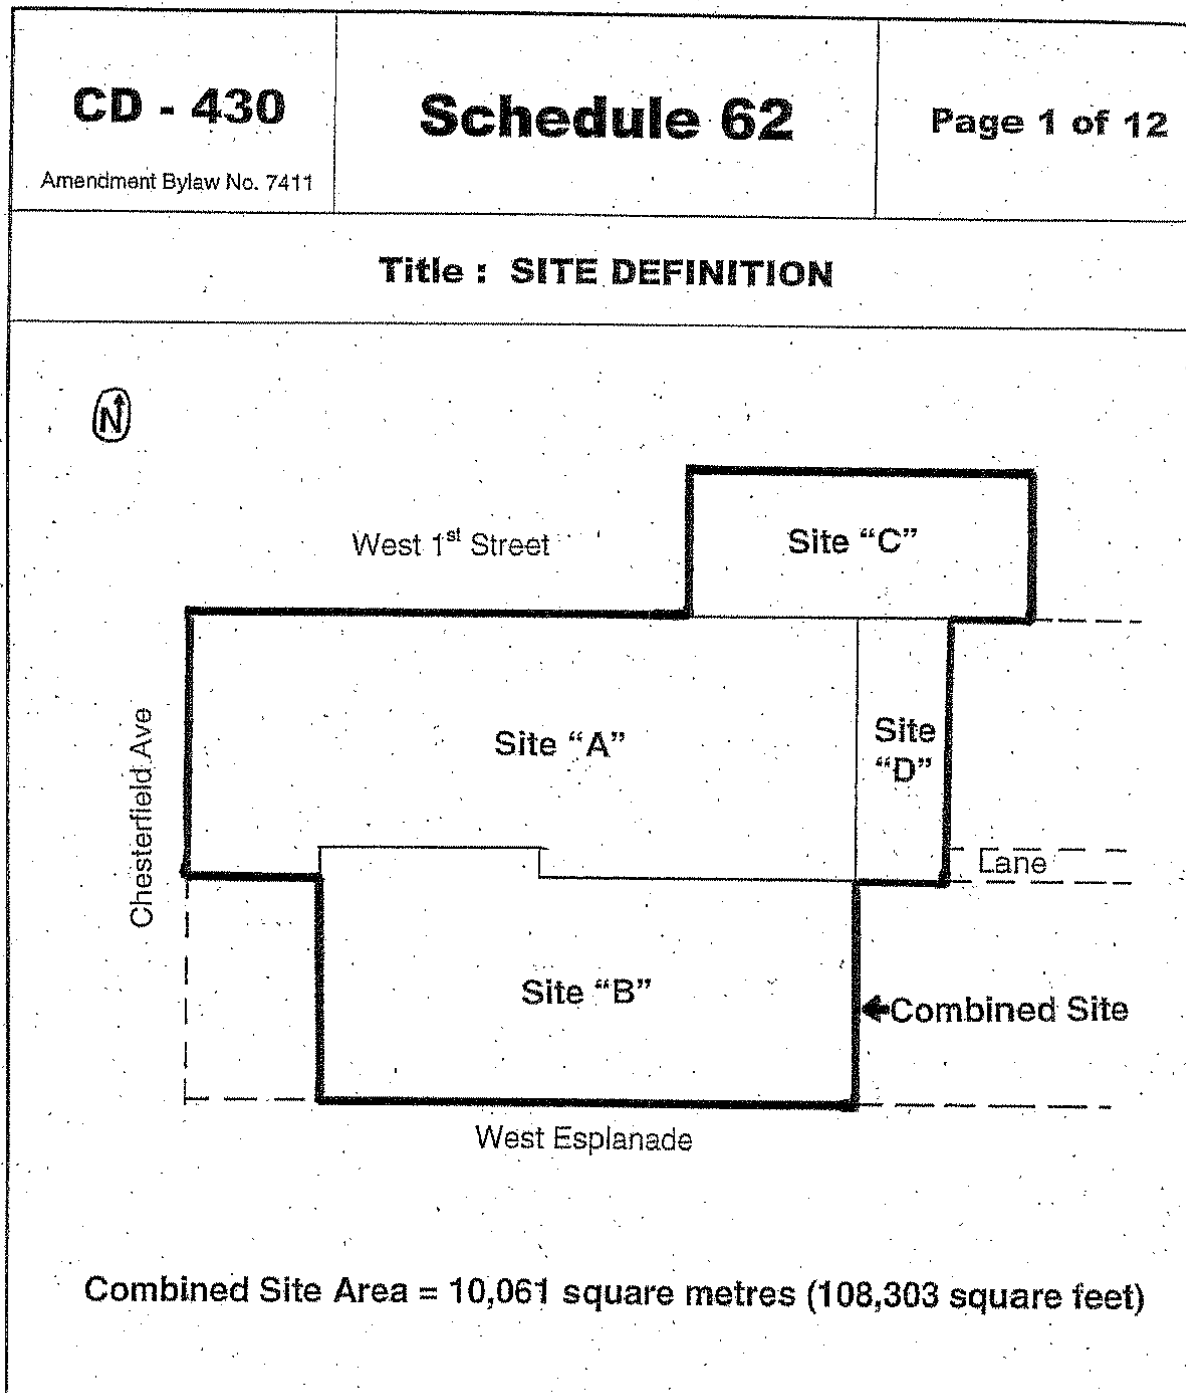 CD - 430
Amendment Bylaw No. 7411
Schedule 62
Page 1 of 12
Title : SITE DEFINITION
N
West 1st Street
Site “C”
Chesterfield Ave
Site “A”
Site
“D”
Lane
Site “B”
Combined Site
West Esplanade
Combined Site Area = 10,061 square metres (108,303 square feet)